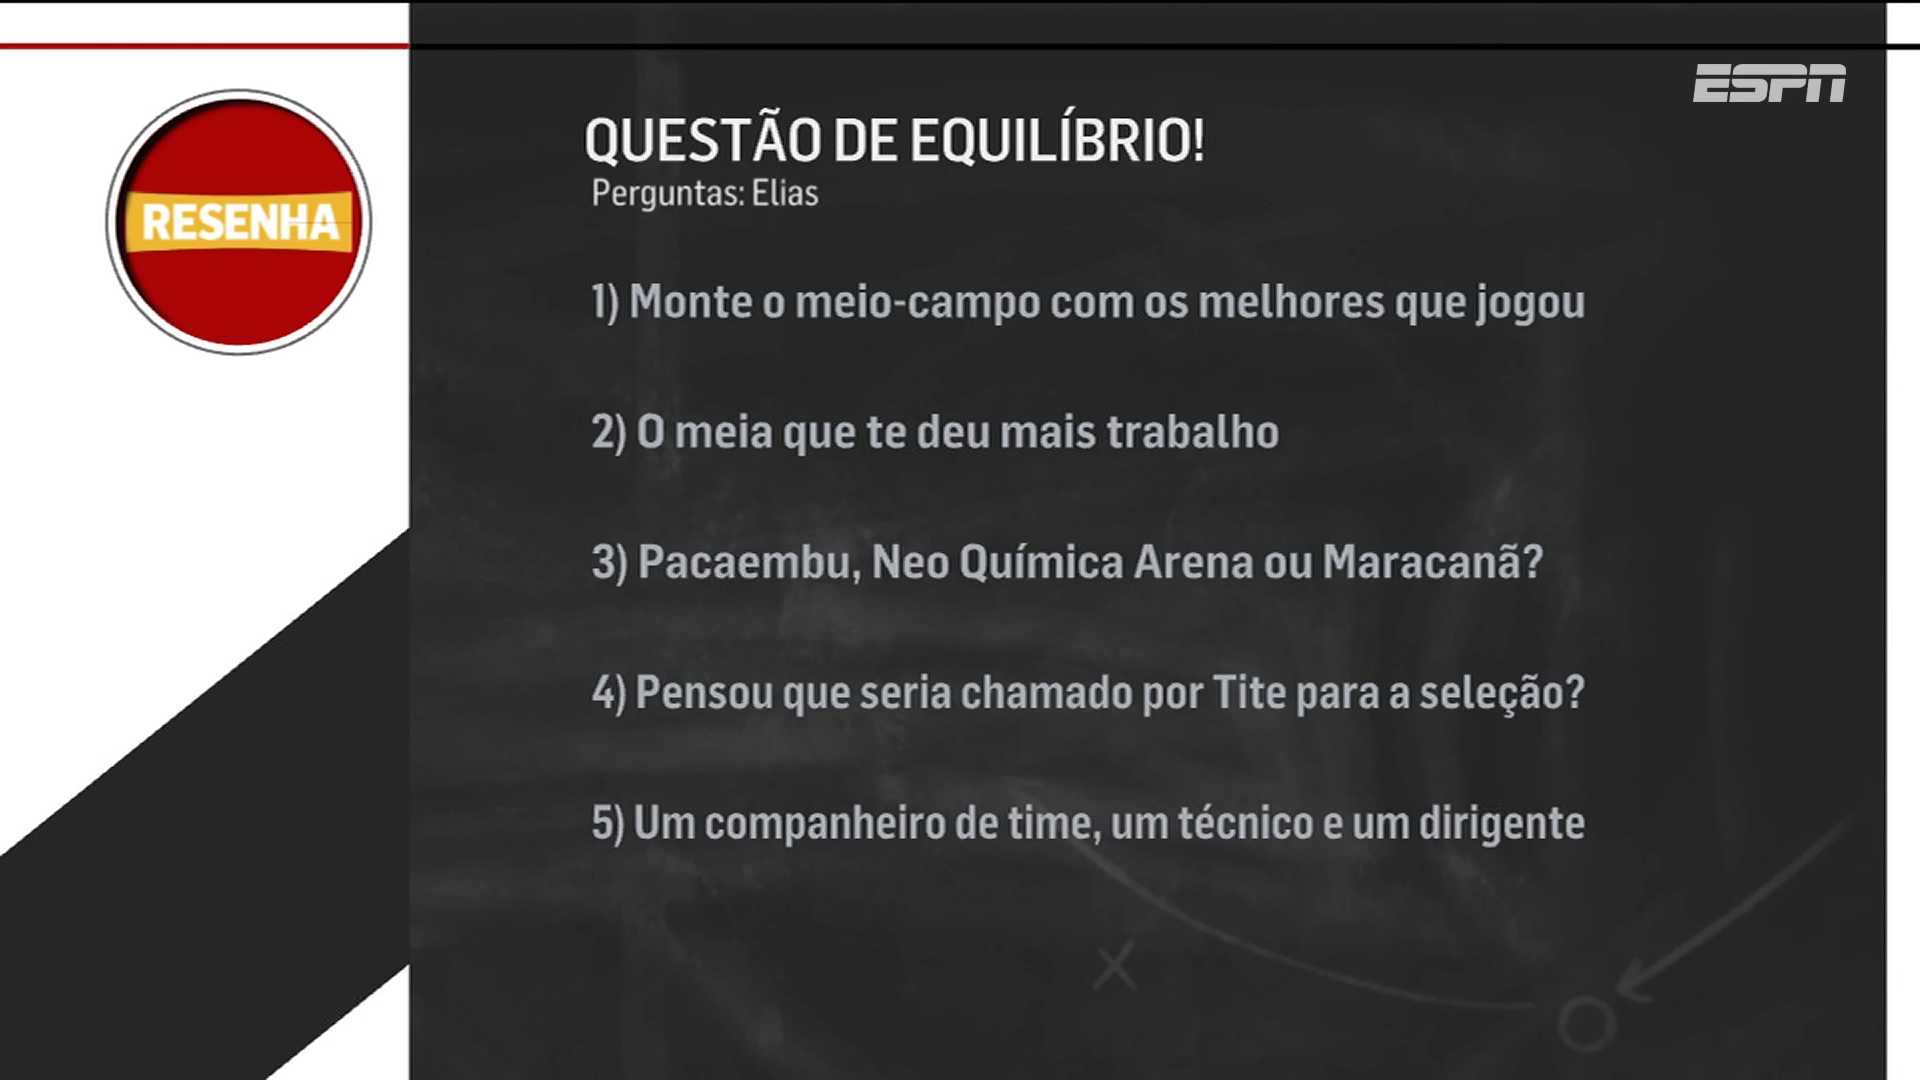 ESPN
RESENHA
QUESTÃO DE EQUILÍBRIO!
Perguntas: Elias
1) Monte o meio-campo com os melhores que jogou
2) O meia que te deu mais trabalho
3) Pacaembu, Neo Química Arena ou Maracanã?
4) Pensou que seria chamado por Tite para a seleção?
5) Um companheiro de time, um técnico e um dirigente